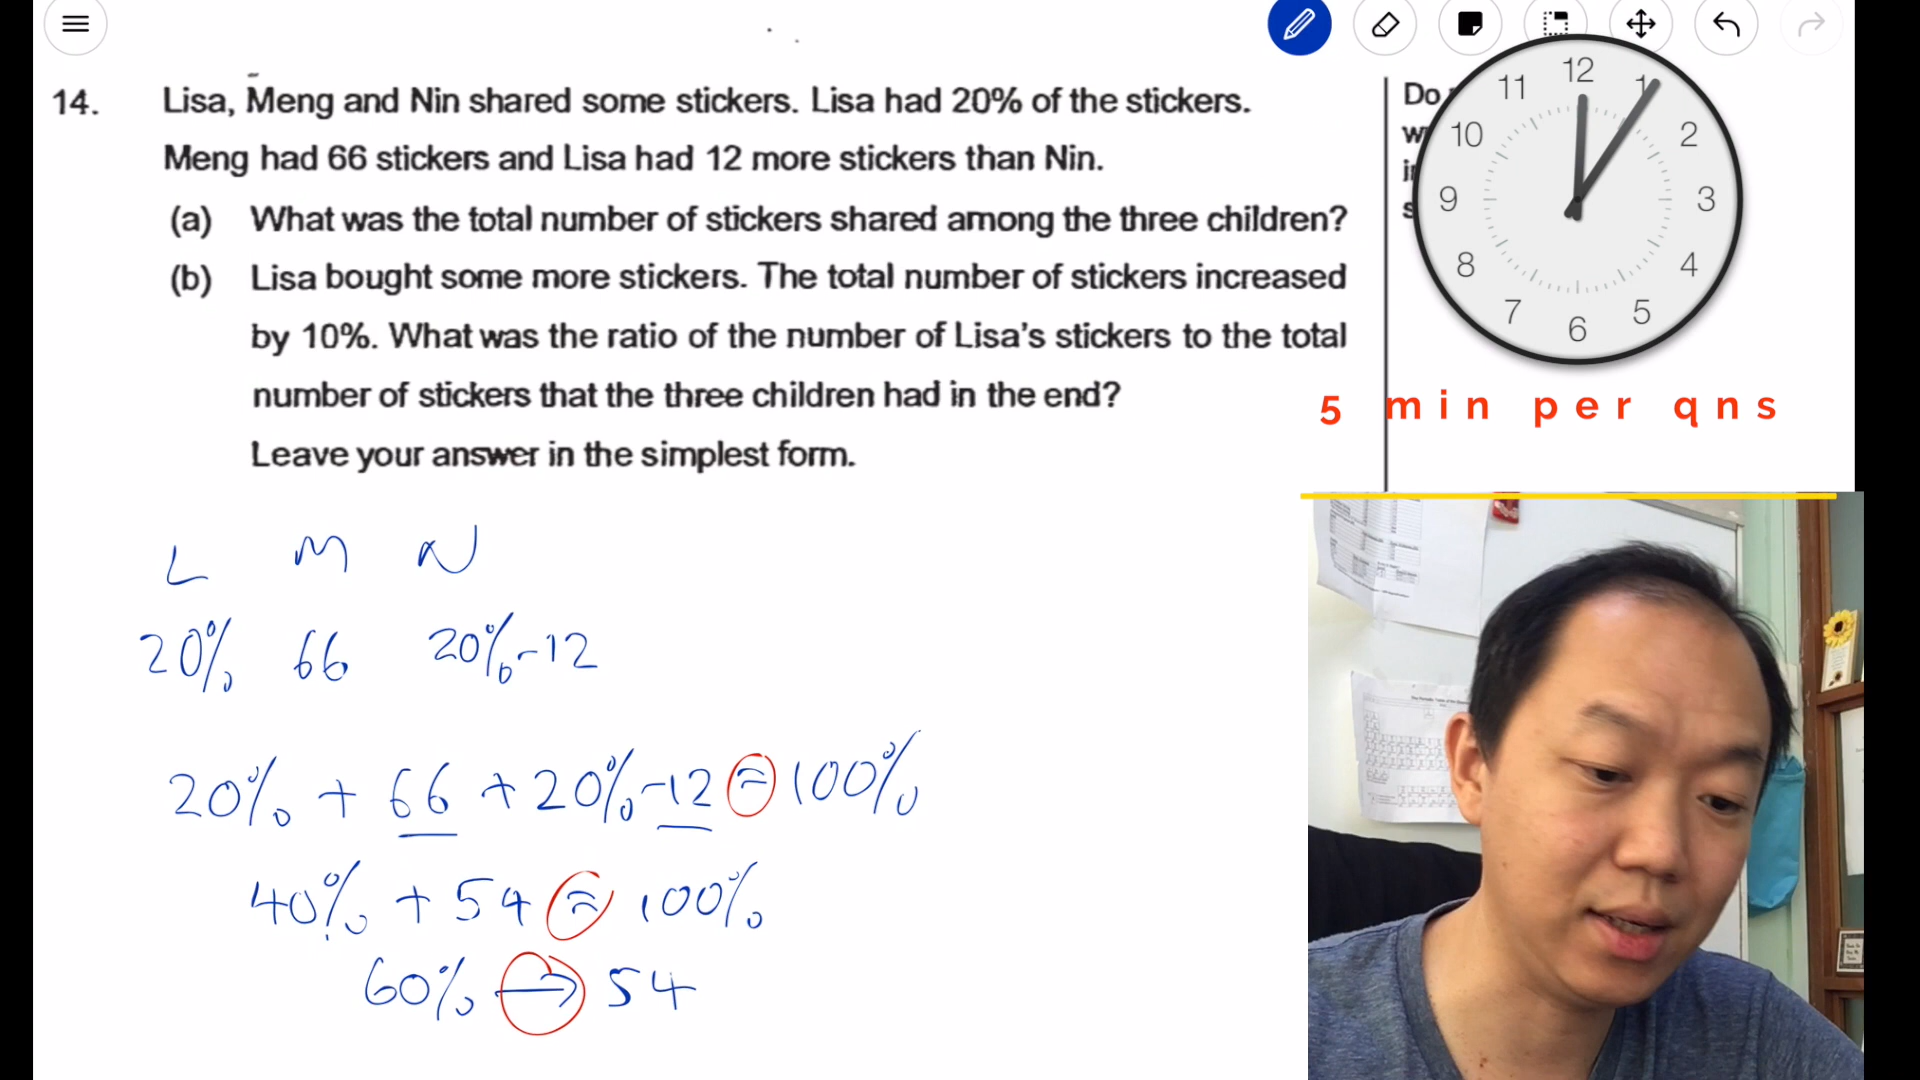 14. Lisa, Meng and Nin shared some stickers. Lisa had 20% of the stickers.
Meng had 66 stickers and Lisa had 12 more stickers than Nin.
(a) What was the total number of stickers shared among the three children?
(b) Lisa bought some more stickers. The total number of stickers increased
by 10%. What was the ratio of the number of Lisa's stickers to the total
number of stickers that the three children had in the end?
Leave your answer in the simplest form.
Do
12
1
2
3
4
5
6
7
8
9
10
11
5 min per qns
L M N
20% 66 20%-12
20% + 66 + 20%-12 = 100%
40% + 54 = 100%
60% → 54